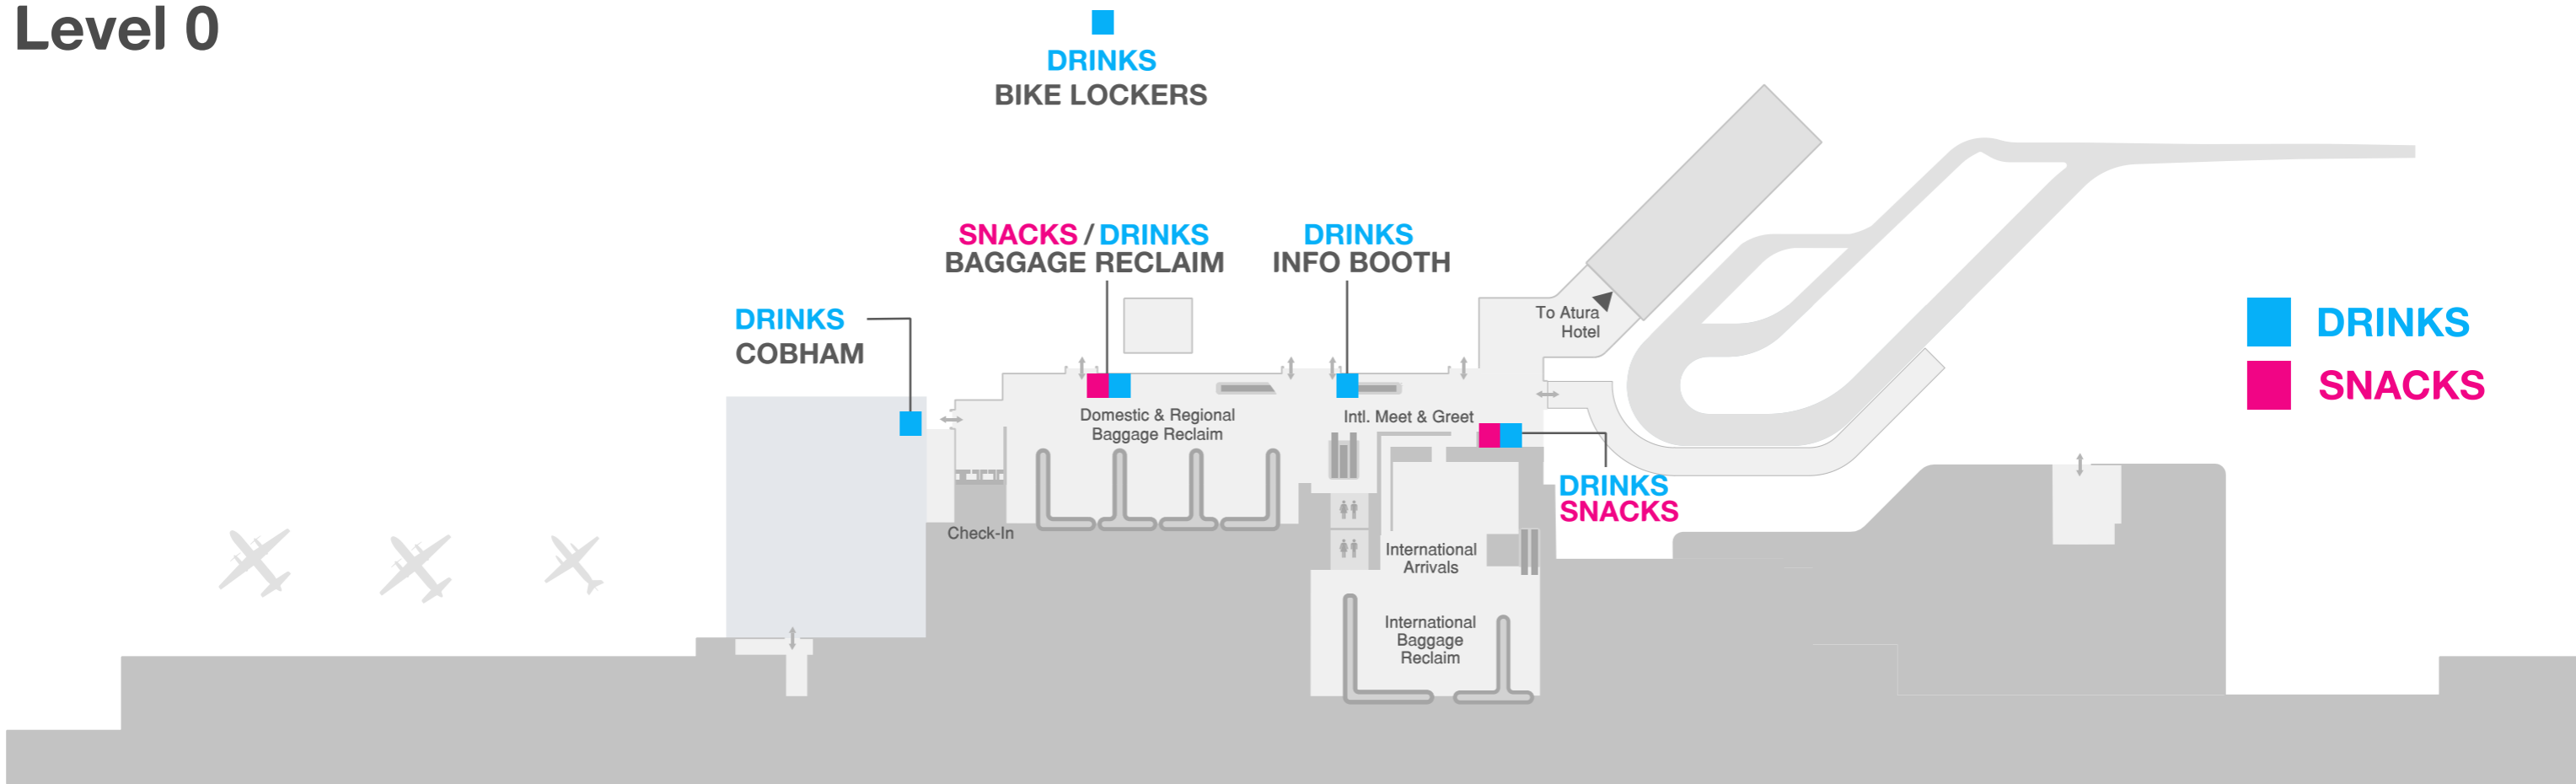 Level 0
DRINKS
BIKE LOCKERS
SNACKS / DRINKS
BAGGAGE RECLAIM
DRINKS
INFO BOOTH
DRINKS
COBHAM
To Atura
Hotel
DRINKS
SNACKS
Domestic & Regional
Baggage Reclaim
Intl. Meet & Greet
DRINKS
SNACKS
Check-In
International
Arrivals
International
Baggage
Reclaim